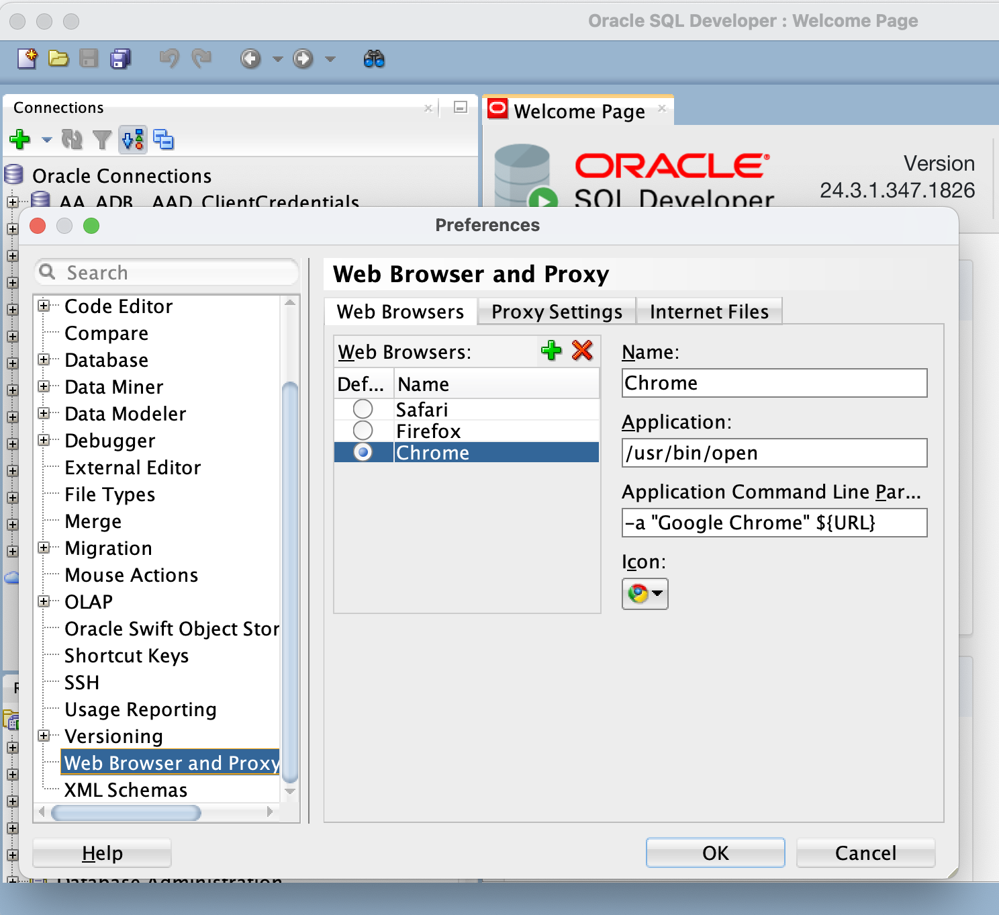 Oracle SQL Developer : Welcome Page
Connections
Welcome Page
Oracle Connections
AA_ADB__AAD_ClientCredentials
ORACLE
SQL Developer
Version
24.3.1.347.1826
Preferences
Search
Code Editor
Compare
Database
Data Miner
Data Modeler
Debugger
External Editor
File Types
Merge
Migration
Mouse Actions
OLAP
Oracle Swift Object Stor
Shortcut Keys
SSH
Usage Reporting
Versioning
Web Browser and Proxy
XML Schemas
Web Browser and Proxy
Web Browsers
Proxy Settings
Internet Files
Web Browsers:
Def...
Name
Safari
Firefox
Chrome
Name:
Chrome
Application:
/usr/bin/open
Application Command Line Par...
-a "Google Chrome" ${URL}
Icon:
Help
OK
Cancel
Database Administration